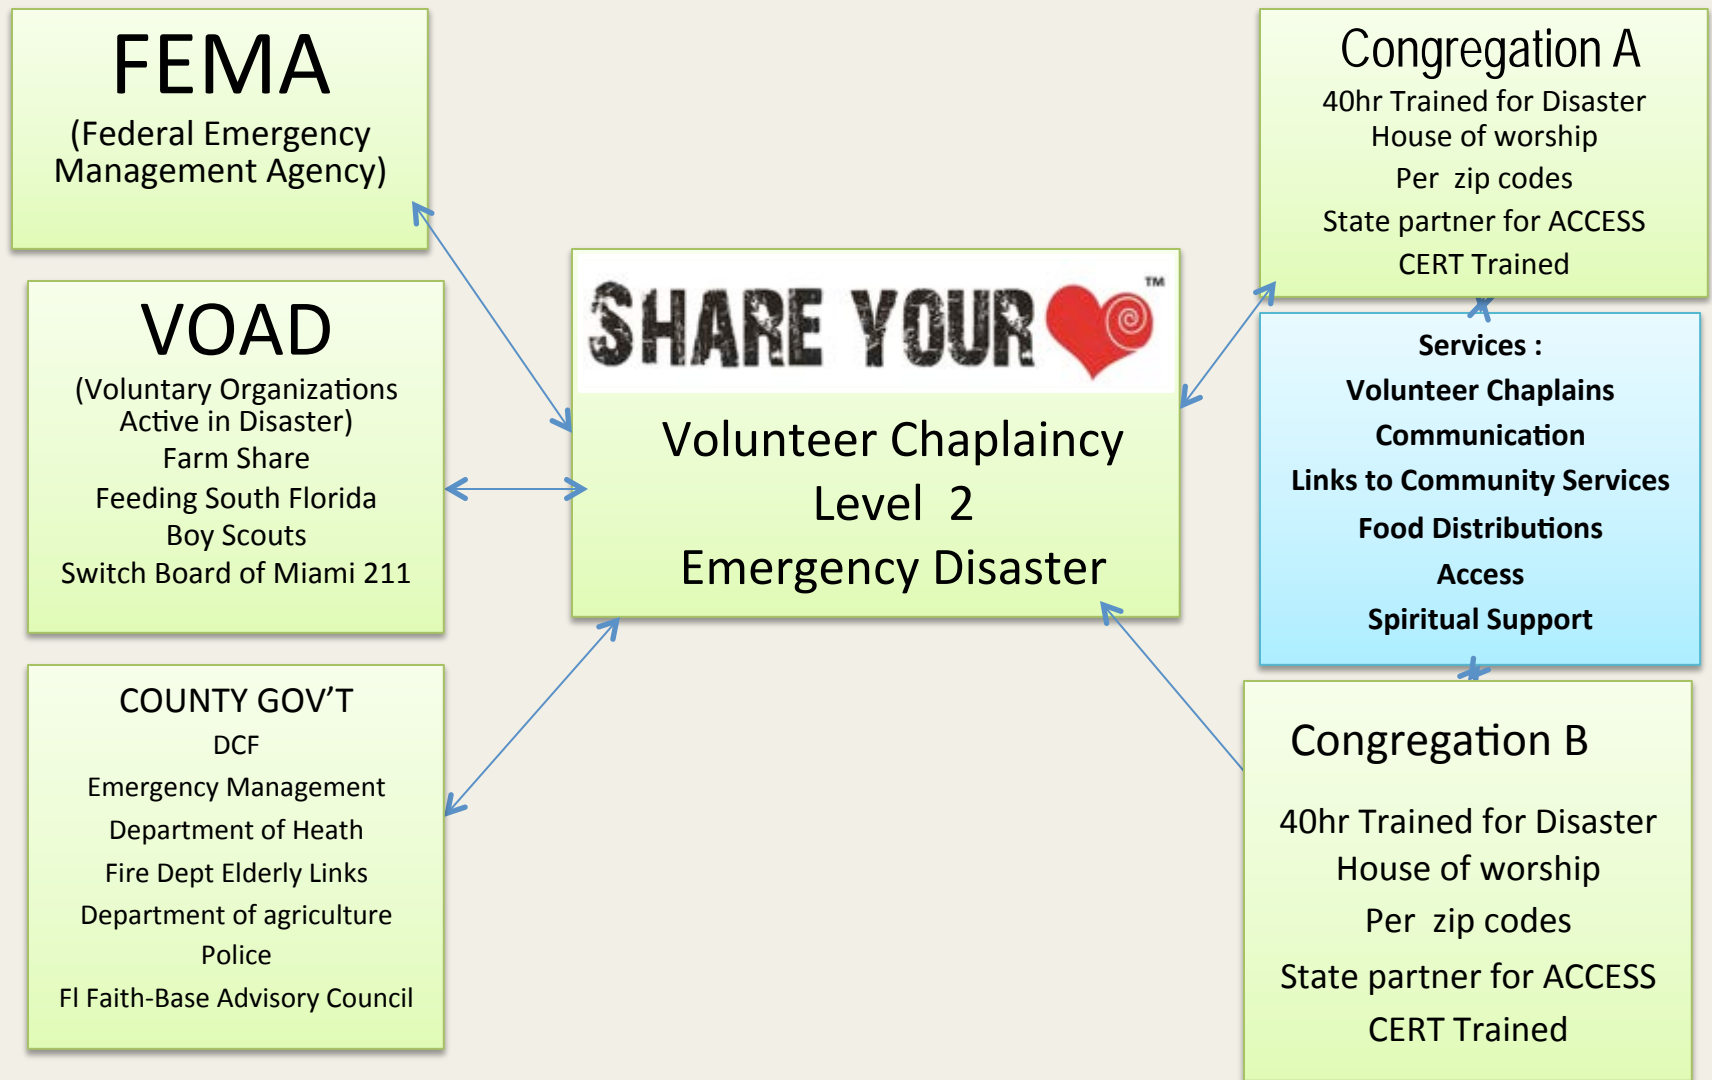 FEMA
(Federal Emergency
Management Agency)
VOAD
(Voluntary Organizations
Active in Disaster)
Farm Share
Feeding South Florida
Boy Scouts
Switch Board of Miami 211
COUNTY GOV'T
DCF
Emergency Management
Department of Heath
Fire Dept Elderly Links
Department of agriculture
Police
Fl Faith-Base Advisory Council
SHARE YOUR ™
Volunteer Chaplaincy
Level 2
Emergency Disaster
Congregation A
40hr Trained for Disaster
House of worship
Per zip codes
State partner for ACCESS
CERT Trained
Services :
Volunteer Chaplains
Communication
Links to Community Services
Food Distributions
Access
Spiritual Support
Congregation B
40hr Trained for Disaster
House of worship
Per zip codes
State partner for ACCESS
CERT Trained